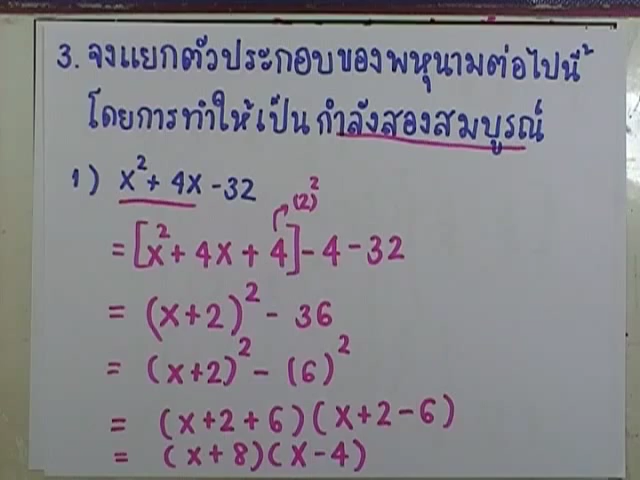 3. จงแยกตัวประกอบของพหุนามต่อไปนี้
โดยการทำให้เป็น กำลังสองสมบูรณ์
1) x² + 4x - 32
(2)²
= [x² + 4x + 4] - 4 - 32
= (x+2)² - 36
= (x+2)² - (6)²
= (x+2+6)(x+2-6)
= (x+8)(x-4)